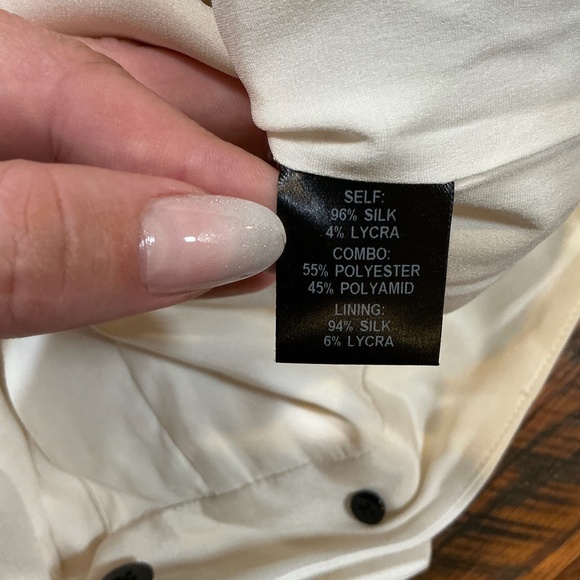 SELF:
96% SILK
4% LYCRA
COMBO:
55% POLYESTER
45% POLYAMID
LINING:
94% SILK
6% LYCRA